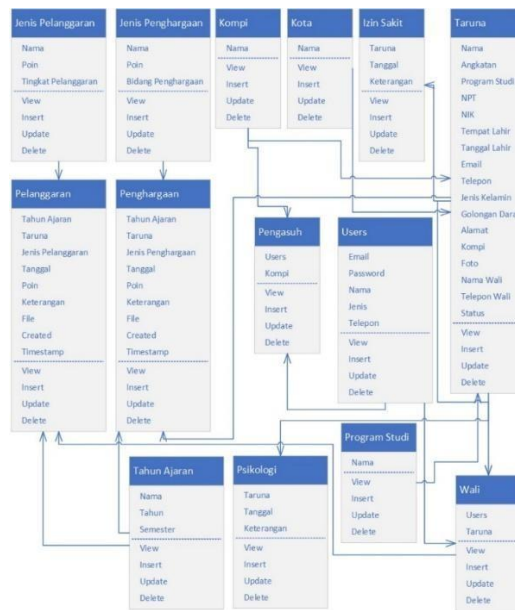 Jenis Pelanggaran
Nama
Poin
Tingkat Pelanggaran
View
Insert
Update
Delete
Jenis Penghargaan
Nama
Poin
Bidang Penghargaan
View
Insert
Update
Delete
Kompi
Nama
View
Insert
Update
Delete
Kota
Nama
View
Insert
Update
Delete
Izin Sakit
Taruna
Tanggal
Keterangan
View
Insert
Update
Delete
Taruna
Nama
Angkatan
Program Studi
NPT
NIK
Tempat Lahir
Tanggal Lahir
Email
Telepon
Jenis Kelamin
Golongan Dara
Alamat
Kompi
Foto
Nama Wali
Telepon Wali
Status
View
Insert
Update
Delete
Pelanggaran
Tahun Ajaran
Taruna
Jenis Pelanggaran
Tanggal
Poin
Keterangan
File
Created
Timestamp
View
Insert
Update
Delete
Penghargaan
Tahun Ajaran
Taruna
Jenis Penghargaan
Tanggal
Poin
Keterangan
File
Created
Timestamp
View
Insert
Update
Delete
Pengasuh
Users
Kompi
View
Insert
Update
Delete
Users
Email
Password
Nama
Jenis
Telepon
View
Insert
Update
Delete
Tahun Ajaran
Nama
Tahun
Semester
View
Insert
Update
Delete
Psikologi
Taruna
Tanggal
Keterangan
View
Insert
Update
Delete
Program Studi
Nama
View
Insert
Update
Delete
Wali
Users
Taruna
View
Insert
Update
Delete